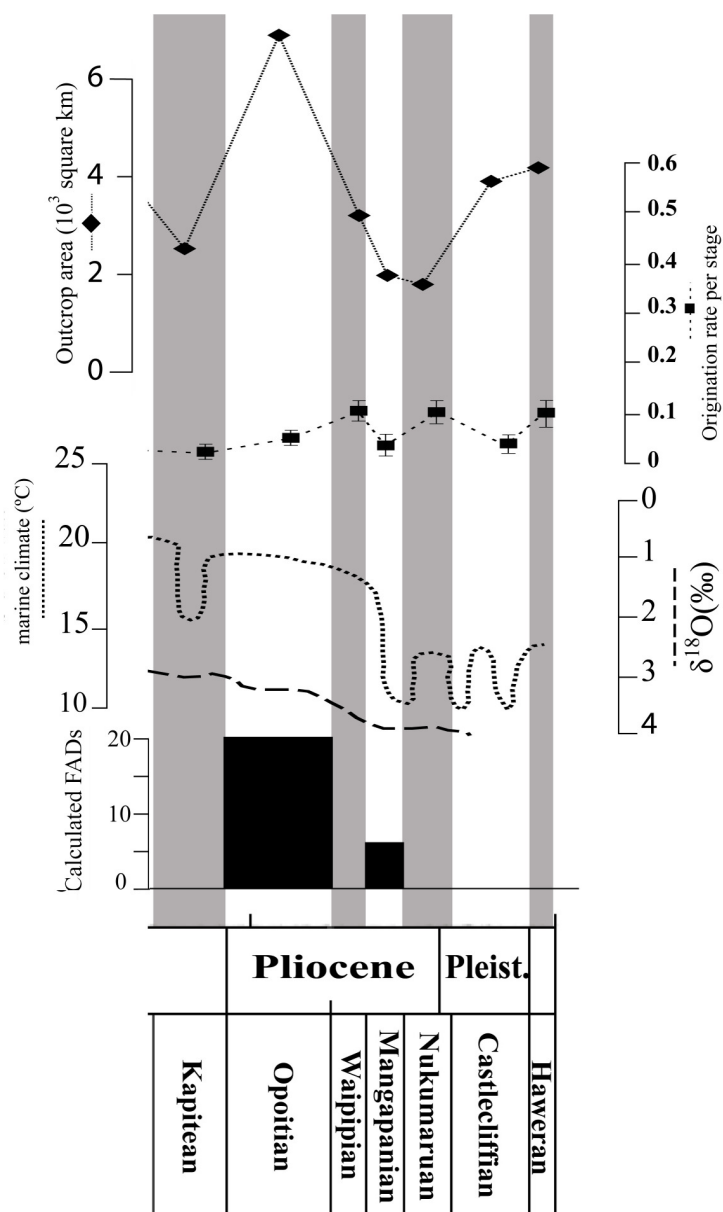 Outcrop area (10³ square km)
6
4
2
0
0.6
0.5
0.4
0.3
0.2
0.1
0
Origination rate per stage
25
20
15
10
marine climate (ºC)
0
1
2
3
4
δ¹⁸O(‰)
Calculated FADs
20
10
0
Pliocene
Pleist.
Kapitean
Opoitian
Waipipian
Mangapanian
Nukumaruan
Castlecliffian
Haweran